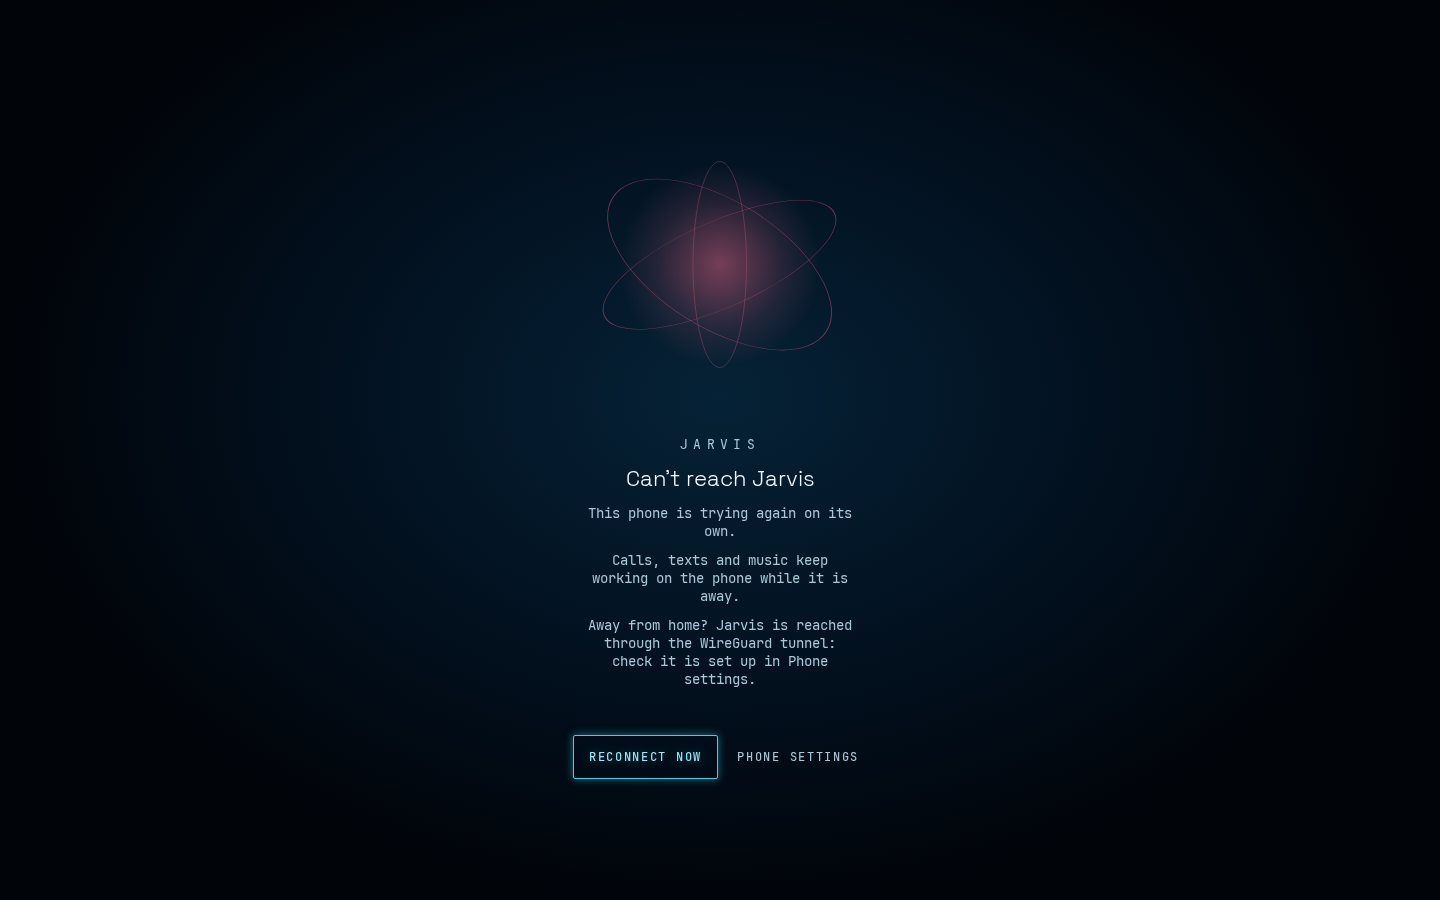 JARVIS
Can't reach Jarvis
This phone is trying again on its
own.
Calls, texts and music keep
working on the phone while it is
away.
Away from home? Jarvis is reached
through the WireGuard tunnel:
check it is set up in Phone
settings.
RECONNECT NOW
PHONE SETTINGS